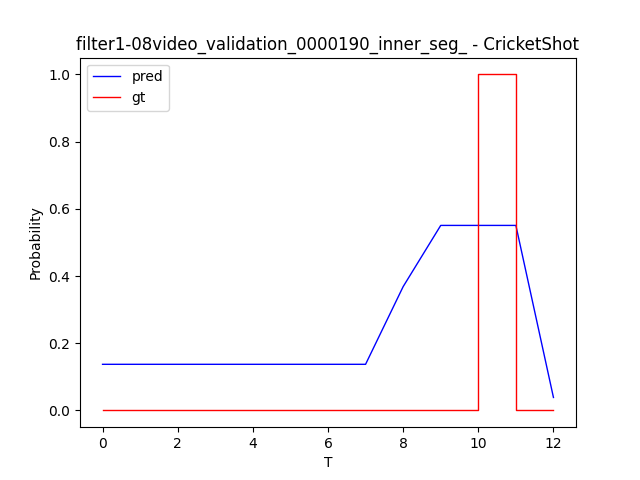 filter1-08video_validation_0000190_inner_seg_ - CricketShot
pred
gt
1.0
0.8
0.6
0.4
0.2
0.0
Probability
0 2 4 6 8 10 12
T